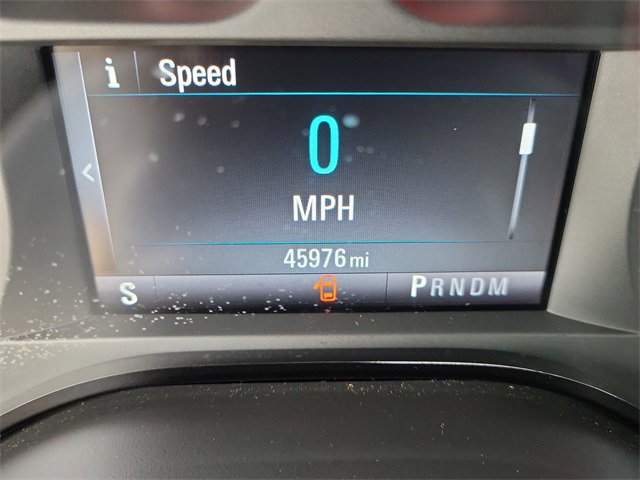 i Speed
0
MPH
45976 mi
S PRNDM